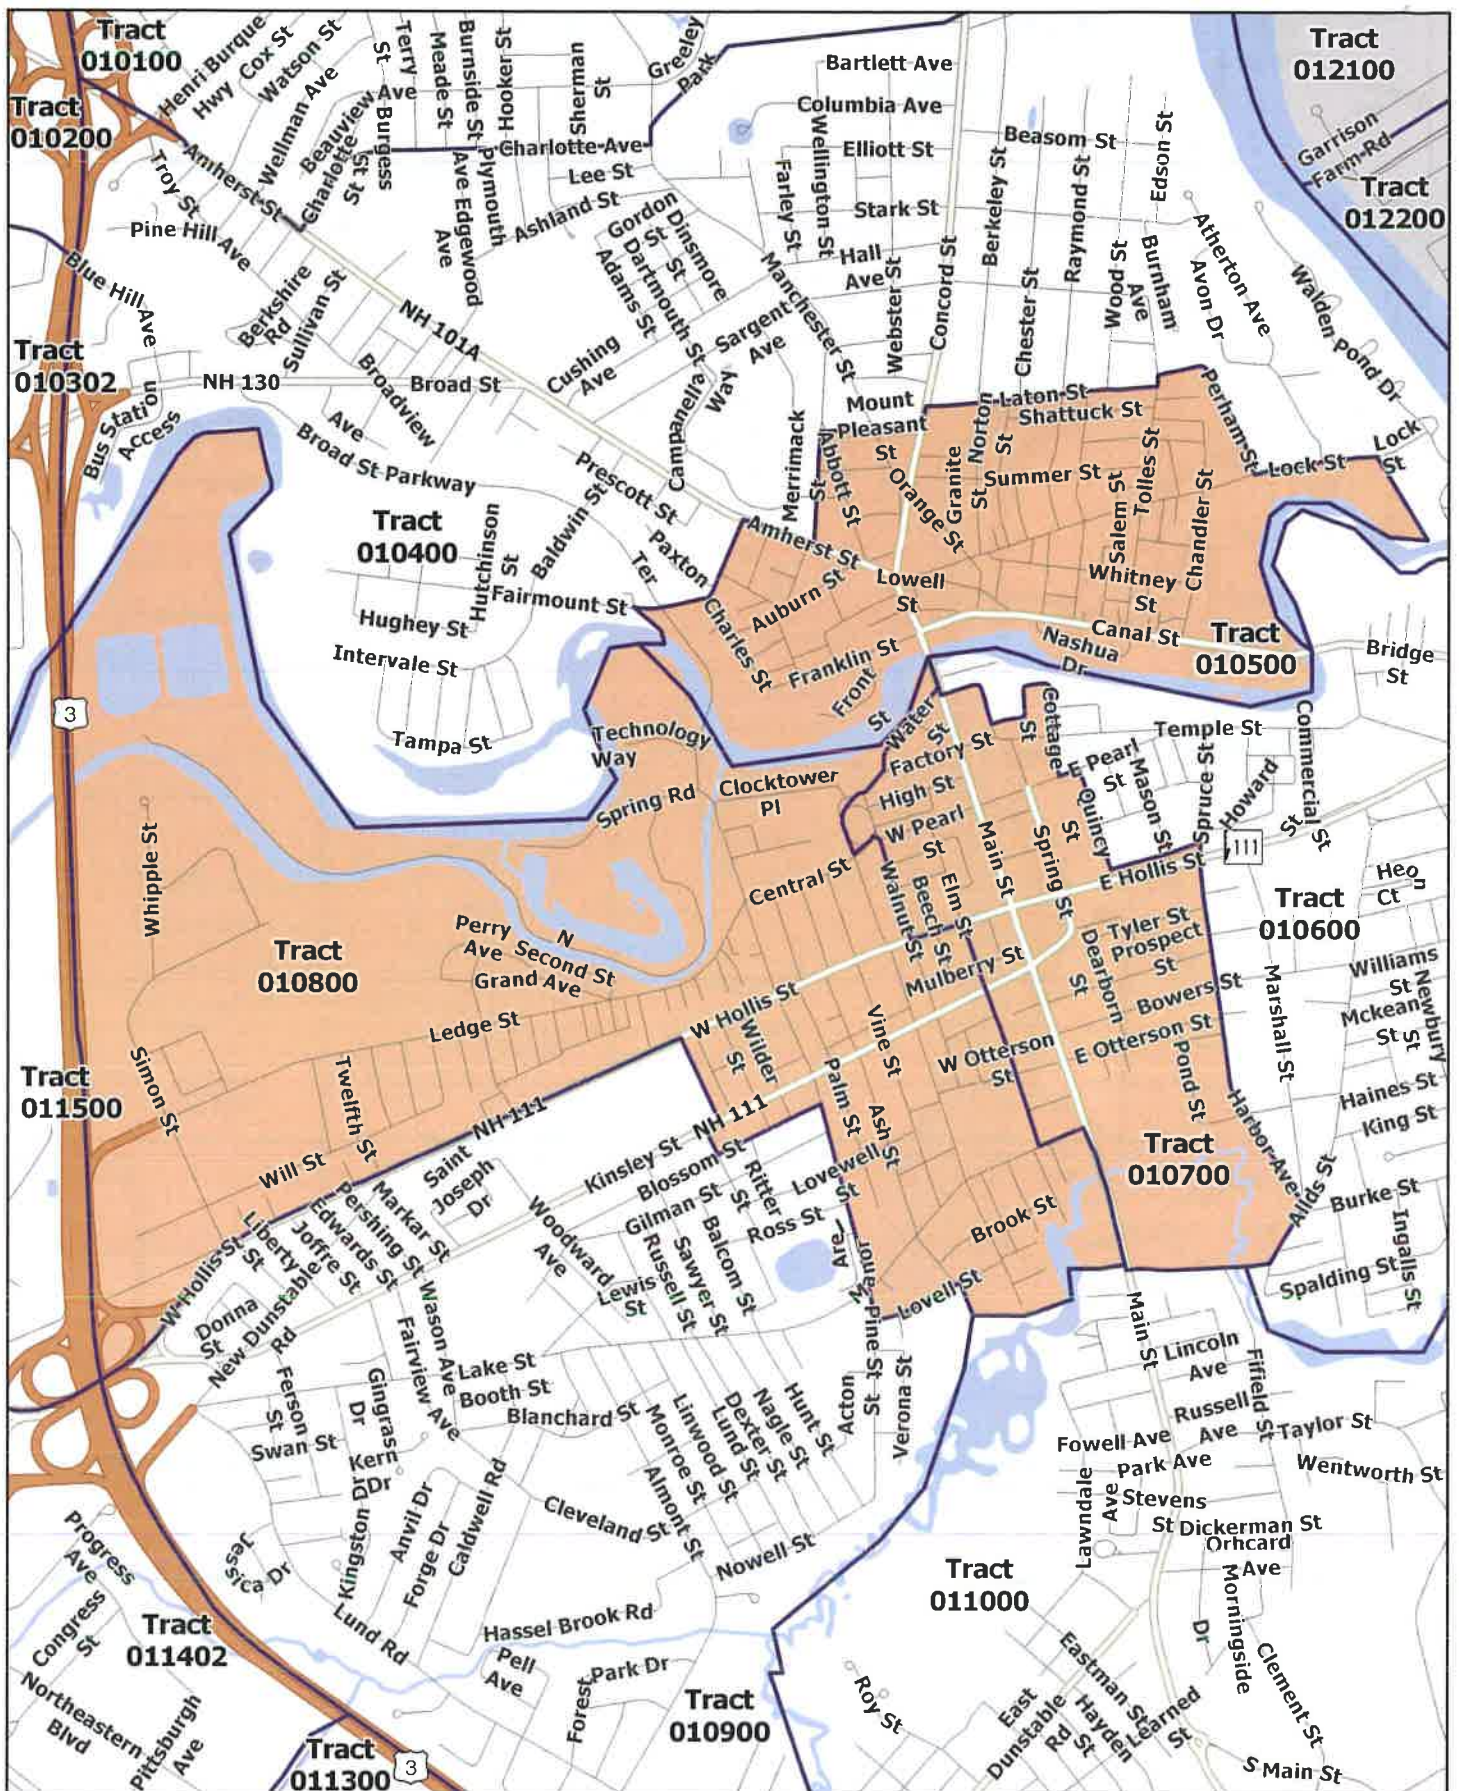 Tract
010100
Henri Burque
Hwy
Cox St
Watson St
Wellman Ave
Beauview
Ave
Charlotte
St
St
Burgess
St
Terry
Meade St
Burnside St
Hooker St
Sherman
St
Greeley
Park
Bartlett Ave
Columbia Ave
Tract
012100
Tract
010200
Troy St
Amherst St
Charlotte Ave
Plymouth
Ave
Edgewood
Ave
Lee St
Ashland St
Gordon
St
Dinsmore
St
Dartmouth St
Adams St
Farley St
Wellington St
Elliott St
Stark St
Hall
Ave
Beasom St
Berkeley St
Raymond St
Edson St
Garrison
Farm Rd
Tract
012200
Pine Hill Ave
Blue Hill
Ave
Berkshire
Rd
Sullivan St
NH 101A
Manchester St
Webster St
Concord St
Chester St
Wood St
Burnham
Ave
Avon Dr
Atherton Ave
Walden pond Dr
Tract
010302
NH 130
Broad St
Broadview
Ave
Cushing
Ave
Sargent
Ave
Campanella
Way
Merrimack
St
Mount
Pleasant
St
Laton St
Shattuck St
Perham St
Lock St
Lock
St
Bus Station
Access
Broad St Parkway
Prescott St
Abbott St
Orange St
Granite
St
Norton
St
Summer St
Salem St
Tolles St
Chandler St
Tract
010400
Hutchinson
St
Baldwin St
Paxton
Ter
Amherst St
Lowell
St
Whitney
St
Fairmount St
Hughey St
Intervale St
Tampa St
Charles St
Auburn St
Franklin St
Front
St
Canal St
Nashua
Dr
Tract
010500
Bridge
St
3
Technology
Way
Spring Rd
Clocktower
Pl
Water
St
Factory St
High St
W Pearl
St
Cottage
St
E Pearl
St
Temple St
Mason St
Quincy
St
Spruce St
Howard
St
Commercial St
111
Whipple St
Central St
Walnut St
Beech St
Elm St
Main St
Spring St
E Hollis St
Heon
Ct
Tract
010600
Tract
010800
Perry
Ave
N
Second St
Grand Ave
Ledge St
W Hollis St
Mulberry St
Tyler St
Prospect
St
Dearborn
St
Bowers St
Marshall St
Williams
St
Newbury
St
Mckean
St
Tract
011500
Simon St
Twelfth St
Will St
NH 111
Wilder
St
NH 111
Vine St
Palm St
Ash St
W Otterson
St
E Otterson St
Pond St
Tract
010700
Harbor Ave
Haines St
King St
Allds St
Burke St
Ingalls St
Spalding St
Saint
Joseph
Dr
Kinsley St
Blossom St
Gilman St
Ritter
St
Lovewell
St
Ross St
Brook St
Lovell St
Markar St
Pershing St
Edwards St
Joffre St
Liberty
St
W Hollis St
Donna
St
New Dunstable
Rd
Woodward
Ave
Lewis
St
Russell St
Sawyer St
Balcom St
Are
Manor
Pine St
Wason Ave
Fairview Ave
Lake St
Booth St
Blanchard St
Ferson
St
Swan St
Gingras
Dr
Kern
Dr
Kingston Dr
Anvil Dr
Forge Dr
Caldwell Rd
Cleveland St
Almont St
Monroe St
Linwood St
Lund St
Dexter St
Nagle St
Hunt St
Acton
St
Verona St
Nowell St
Main St
Lincoln
Ave
Fifield St
Russell
Ave
Taylor St
Fowell Ave
Park Ave
Wentworth St
Lawndale
Ave
Stevens
St
Dickerman St
Orhcard
Ave
Progress
Ave
Jessica Dr
Congress
St
Tract
011402
Lund Rd
Hassel Brook Rd
Pell
Ave
Park Dr
Forest
Tract
010900
Tract
011000
Roy St
Morningside
Dr
Clement St
Eastman St
East
Dunstable
Rd
Hayden
St
Learned
St
S Main St
Northeastern
Blvd
Pittsburgh
Ave
Tract
011300
3